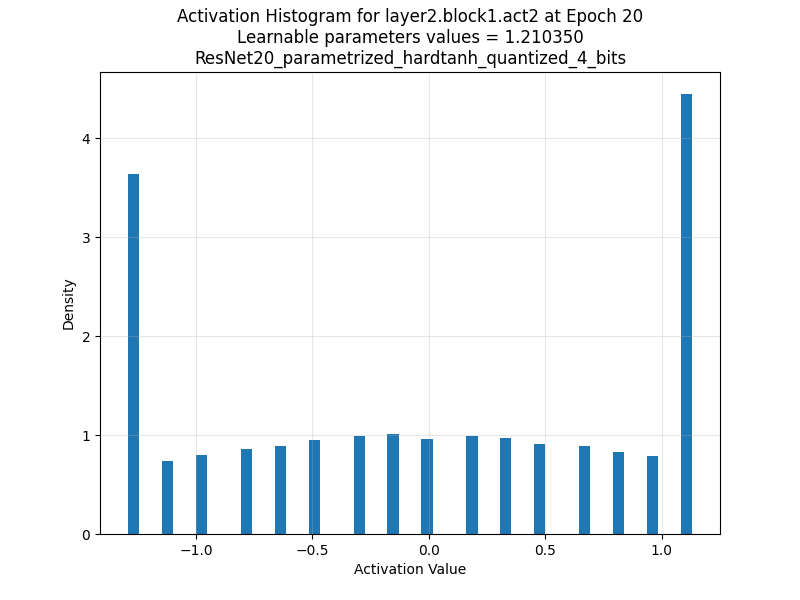 Activation Histogram for layer2.block1.act2 at Epoch 20
Learnable parameters values = 1.210350
ResNet20_parametrized_hardtanh_quantized_4_bits
4
3
2
1
0
Density
−1.0 −0.5 0.0 0.5 1.0
Activation Value